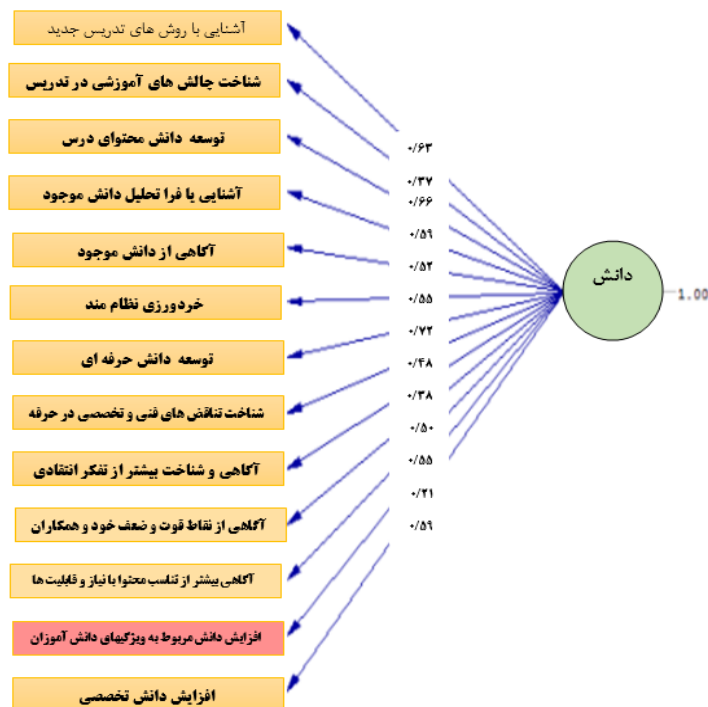 آشنایی با روش های تدریس جدید
شناخت چالش های آموزشی در تدریس
توسعه دانش محتوای درس
آشنایی یا فرا تحلیل دانش موجود
آگاهی از دانش موجود
خردورزی نظام مند
توسعه دانش حرفه ای
شناخت تناقض های فنی و تخصصی در حرفه
آگاهی و شناخت بیشتر از تفکر انتقادی
آگاهی از نقاط قوت و ضعف خود و همکاران
آگاهی بیشتر از تناسب محتوا با نیاز و قابلیت ها
افزایش دانش مربوط به ویژگیهای دانش آموزان
افزایش دانش تخصصی
۰/۶۳
۰/۳۷
۰/۶۶
۰/۵۹
۰/۵۲
۰/۵۵
۰/۷۲
۰/۴۸
۰/۳۸
۰/۵۰
۰/۵۵
۰/۲۱
۰/۵۹
دانش
1.00